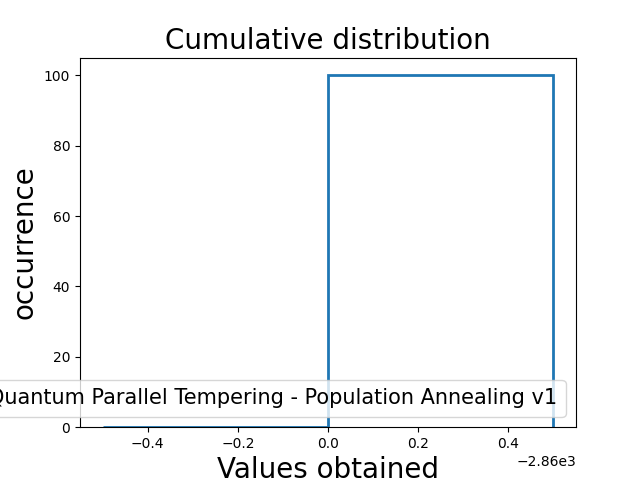 Cumulative distribution
occurrence
100
80
60
40
20
0
Quantum Parallel Tempering - Population Annealing v1
−0.4 −0.2 0.0 0.2 0.4
−2.86e3
Values obtained